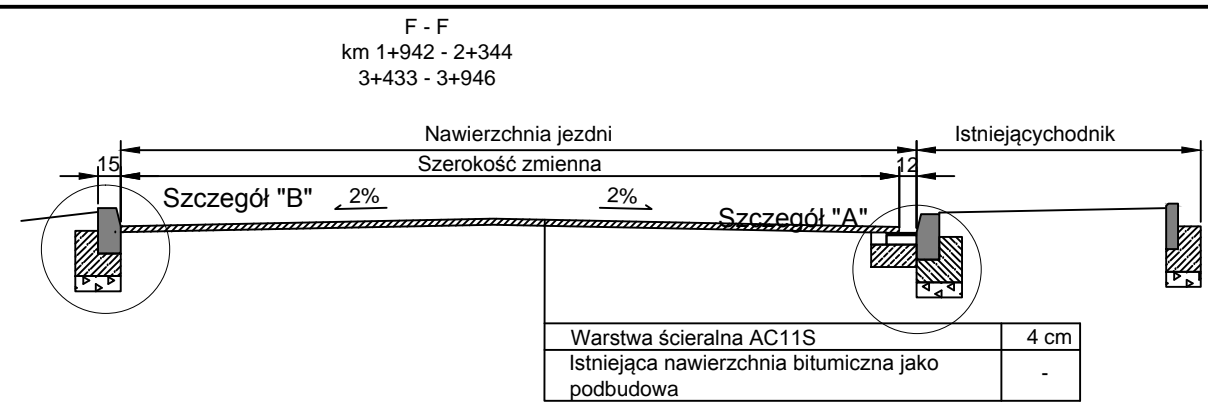 F - F
km 1+942 - 2+344
3+433 - 3+946
Nawierzchnia jezdni
Istniejącychodnik
15
Szerokość zmienna
12
Szczegół "B"
2%
2%
Szczegół "A"
Warstwa ścieralna AC11S
4 cm
Istniejąca nawierzchnia bitumiczna jako
podbudowa
-